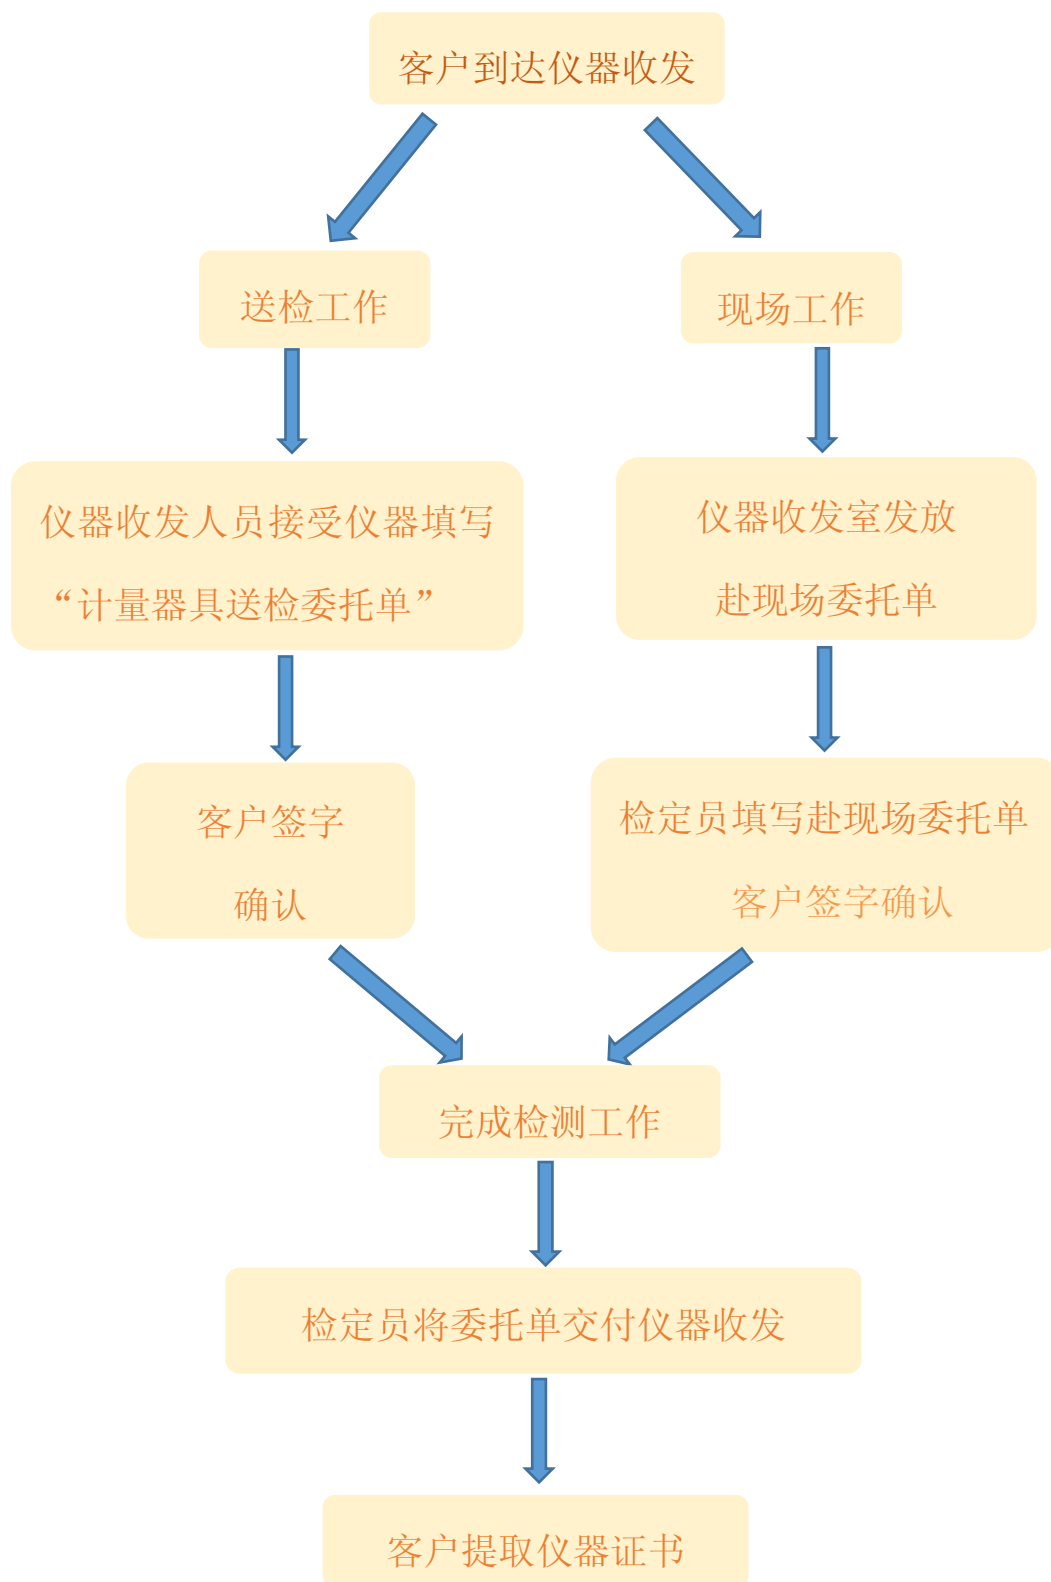 客户到达仪器收发
送检工作
现场工作
仪器收发人员接受仪器填写
“计量器具送检委托单”
仪器收发室发放
赴现场委托单
客户签字
确认
检定员填写赴现场委托单
客户签字确认
完成检测工作
检定员将委托单交付仪器收发
客户提取仪器证书